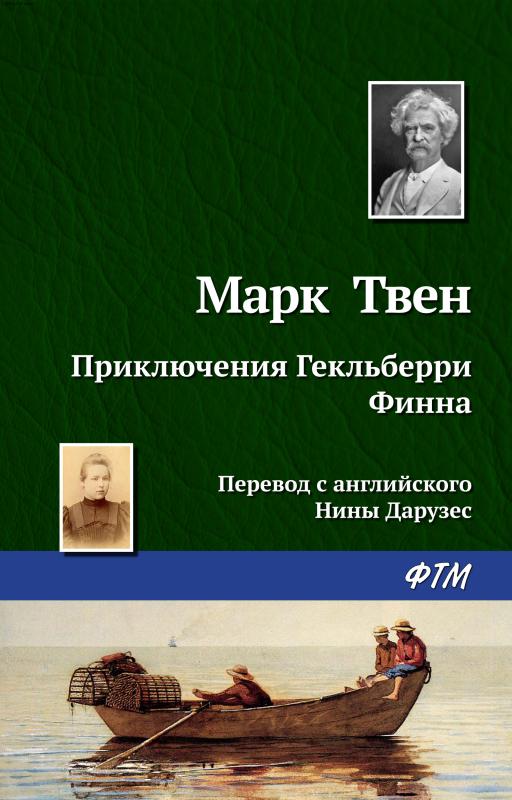 Марк Твен
Приключения Гекльберри
Финна
Перевод с английского
Нины Дарузес
ФТМ